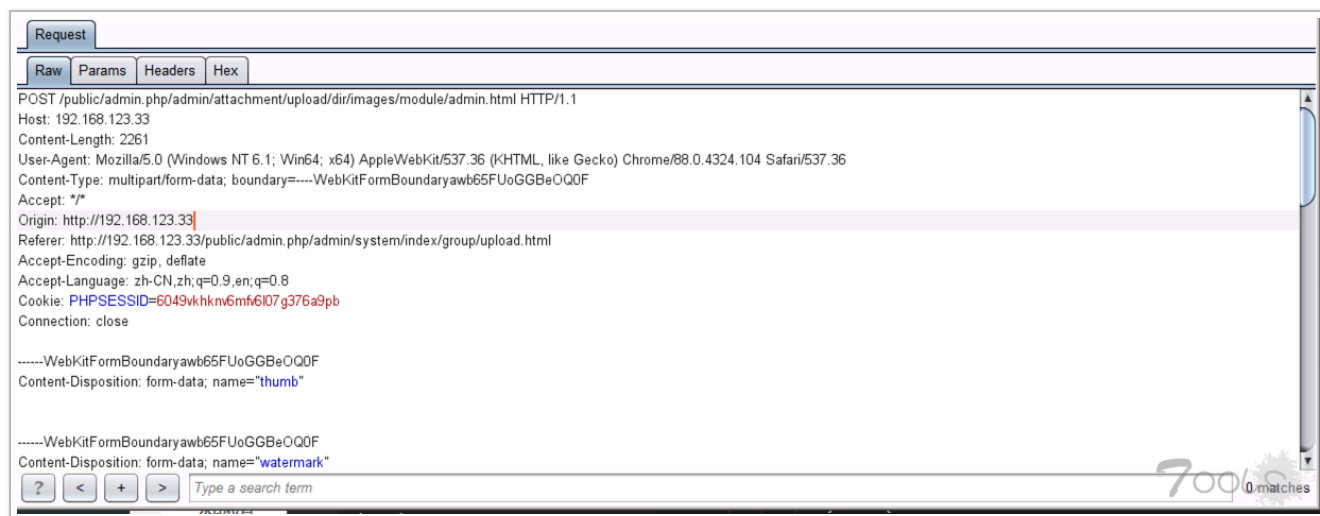 Request
Raw Params Headers Hex
POST /public/admin.php/admin/attachment/upload/dir/images/module/admin.html HTTP/1.1
Host: 192.168.123.33
Content-Length: 2261
User-Agent: Mozilla/5.0 (Windows NT 6.1; Win64; x64) AppleWebKit/537.36 (KHTML, like Gecko) Chrome/88.0.4324.104 Safari/537.36
Content-Type: multipart/form-data; boundary=----WebKitFormBoundaryawb65FUoGGBeOQ0F
Accept: */*
Origin: http://192.168.123.33
Referer: http://192.168.123.33/public/admin.php/admin/system/index/group/upload.html
Accept-Encoding: gzip, deflate
Accept-Language: zh-CN,zh;q=0.9,en;q=0.8
Cookie: PHPSESSID=6049vkhknv6mfv6l07g376a9pb
Connection: close
------WebKitFormBoundaryawb65FUoGGBeOQ0F
Content-Disposition: form-data; name="thumb"
------WebKitFormBoundaryawb65FUoGGBeOQ0F
Content-Disposition: form-data; name="watermark"
? < + > Type a search term 0 matches
7ools